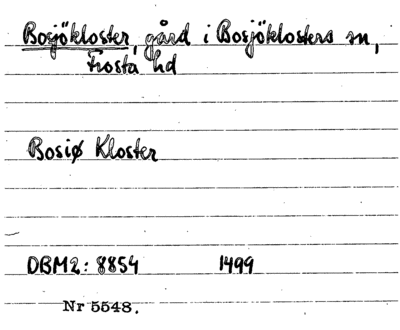 Bosjökloster, gård i Bosjöklosters sn,
Frosta hd
Bosiø Kloster
DBM2: 8854 1499
Nr 5548.